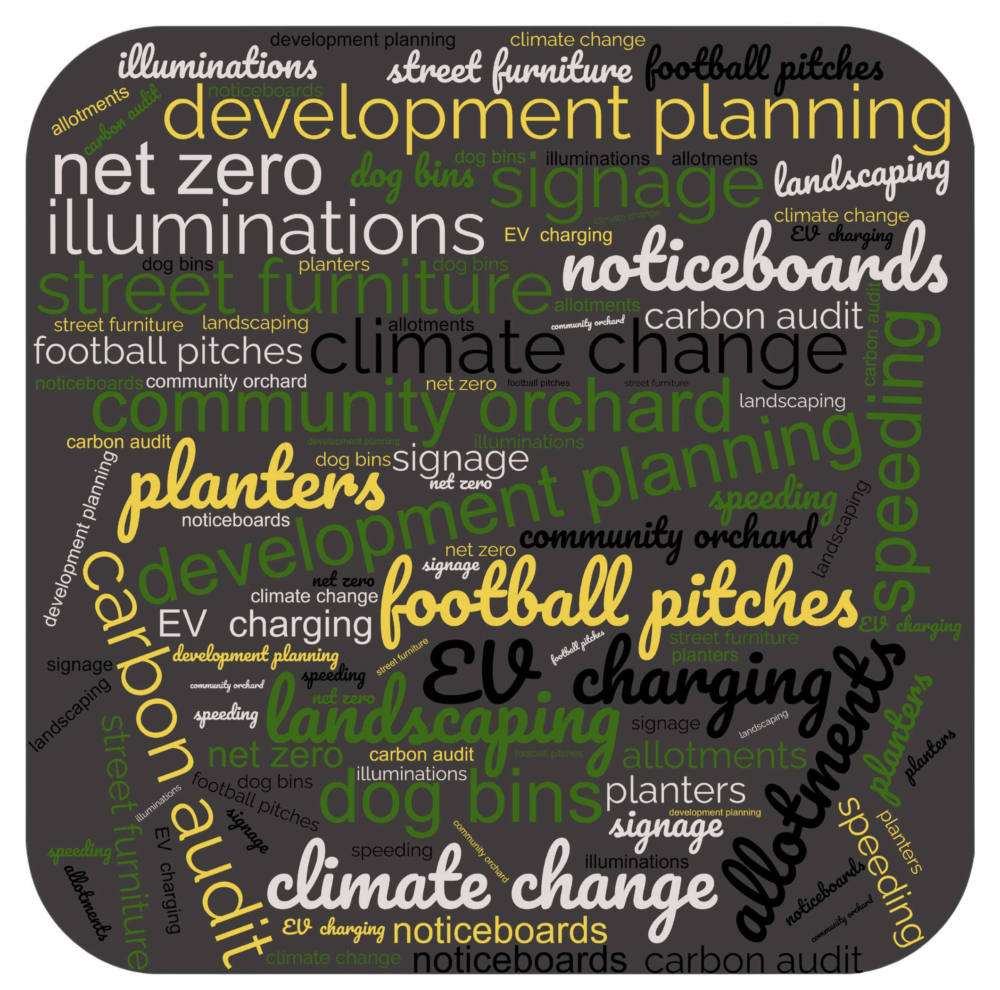 development planning
climate change
illuminations
street furniture
football pitches
allotments
carbon audit
noticeboards
development planning
net zero
dog bins
dog bins
signage
illuminations
allotments
landscaping
illuminations
climate change
EV charging
climate change
EV charging
noticeboards
dog bins
planters
dog bins
street furniture
allotments
carbon audit
carbon audit
street furniture
landscaping
allotments
community orchard
football pitches
climate change
speeding
noticeboards
community orchard
net zero
football pitches
street furniture
community orchard
landscaping
carbon audit
development planning
illuminations
planters
dog bins
signage
net zero
development planning
development planning
speeding
landscaping
noticeboards
community orchard
net zero
signage
carbon audit
net zero
climate change
football pitches
EV charging
EV charging
street furniture
football pitches
street furniture
planters
development planning
EV charging
allotments
signage
speeding
community orchard
landscaping
net zero
speeding
landscaping
signage
landscaping
planters
planters
street furniture
net zero
carbon audit
football pitches
allotments
illuminations
dog bins
football pitches
dog bins
planters
development planning
signage
illuminations
signage
speeding
planters
EV charging
community orchard
speeding
speeding
climate change
illuminations
allotments
noticeboards
community orchard
EV charging
noticeboards
climate change
noticeboards
carbon audit